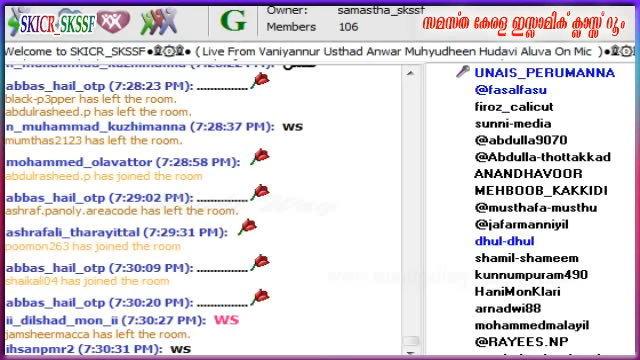 SKICR_SKSSF
G
Owner: samastha_skssf
Members 106
സമസ്ത കേരള ഇസ്ലാമിക് ക്ലാസ്സ് റൂം
Welcome to SKICR_SKSSF ( Live From Vaniyannur Usthad Anwar Muhyudheen Hudavi Aluva On Mic )
abbas_hail_otp (7:28:23 PM): ................
black-p3pper has left the room.
abdulrasheed.p has left the room.
n_muhammad_kuzhimanna (7:28:37 PM): ws
mumthas2123 has left the room.
mohammed_olavattor (7:28:58 PM):
abdulrasheed.p has joined the room
abbas_hail_otp (7:29:02 PM): ................
ashraf.panoly.areacode has left the room.
ashrafali_tharayittal (7:29:31 PM):
poomon263 has joined the room
abbas_hail_otp (7:30:09 PM): ................
shaikali04 has joined the room
abbas_hail_otp (7:30:20 PM): ................
ii_dilshad_mon_ii (7:30:27 PM): ws
jamsheermacca has left the room.
ihsanpmr2 (7:30:31 PM): ws
UNAIS_PERUMANNA
@fasalfasu
firoz_calicut
sunni-media
@abdulla9070
@Abdulla-thottakkad
ANANDHAVOOR
MEHBOOB_KAKKIDI
@musthafa-musthu
@jafarmanniyil
dhul-dhul
shamil-shameem
kunnumpuram490
HaniMonKlari
arnadwi88
mohammedmalayil
@RAYEES.NP